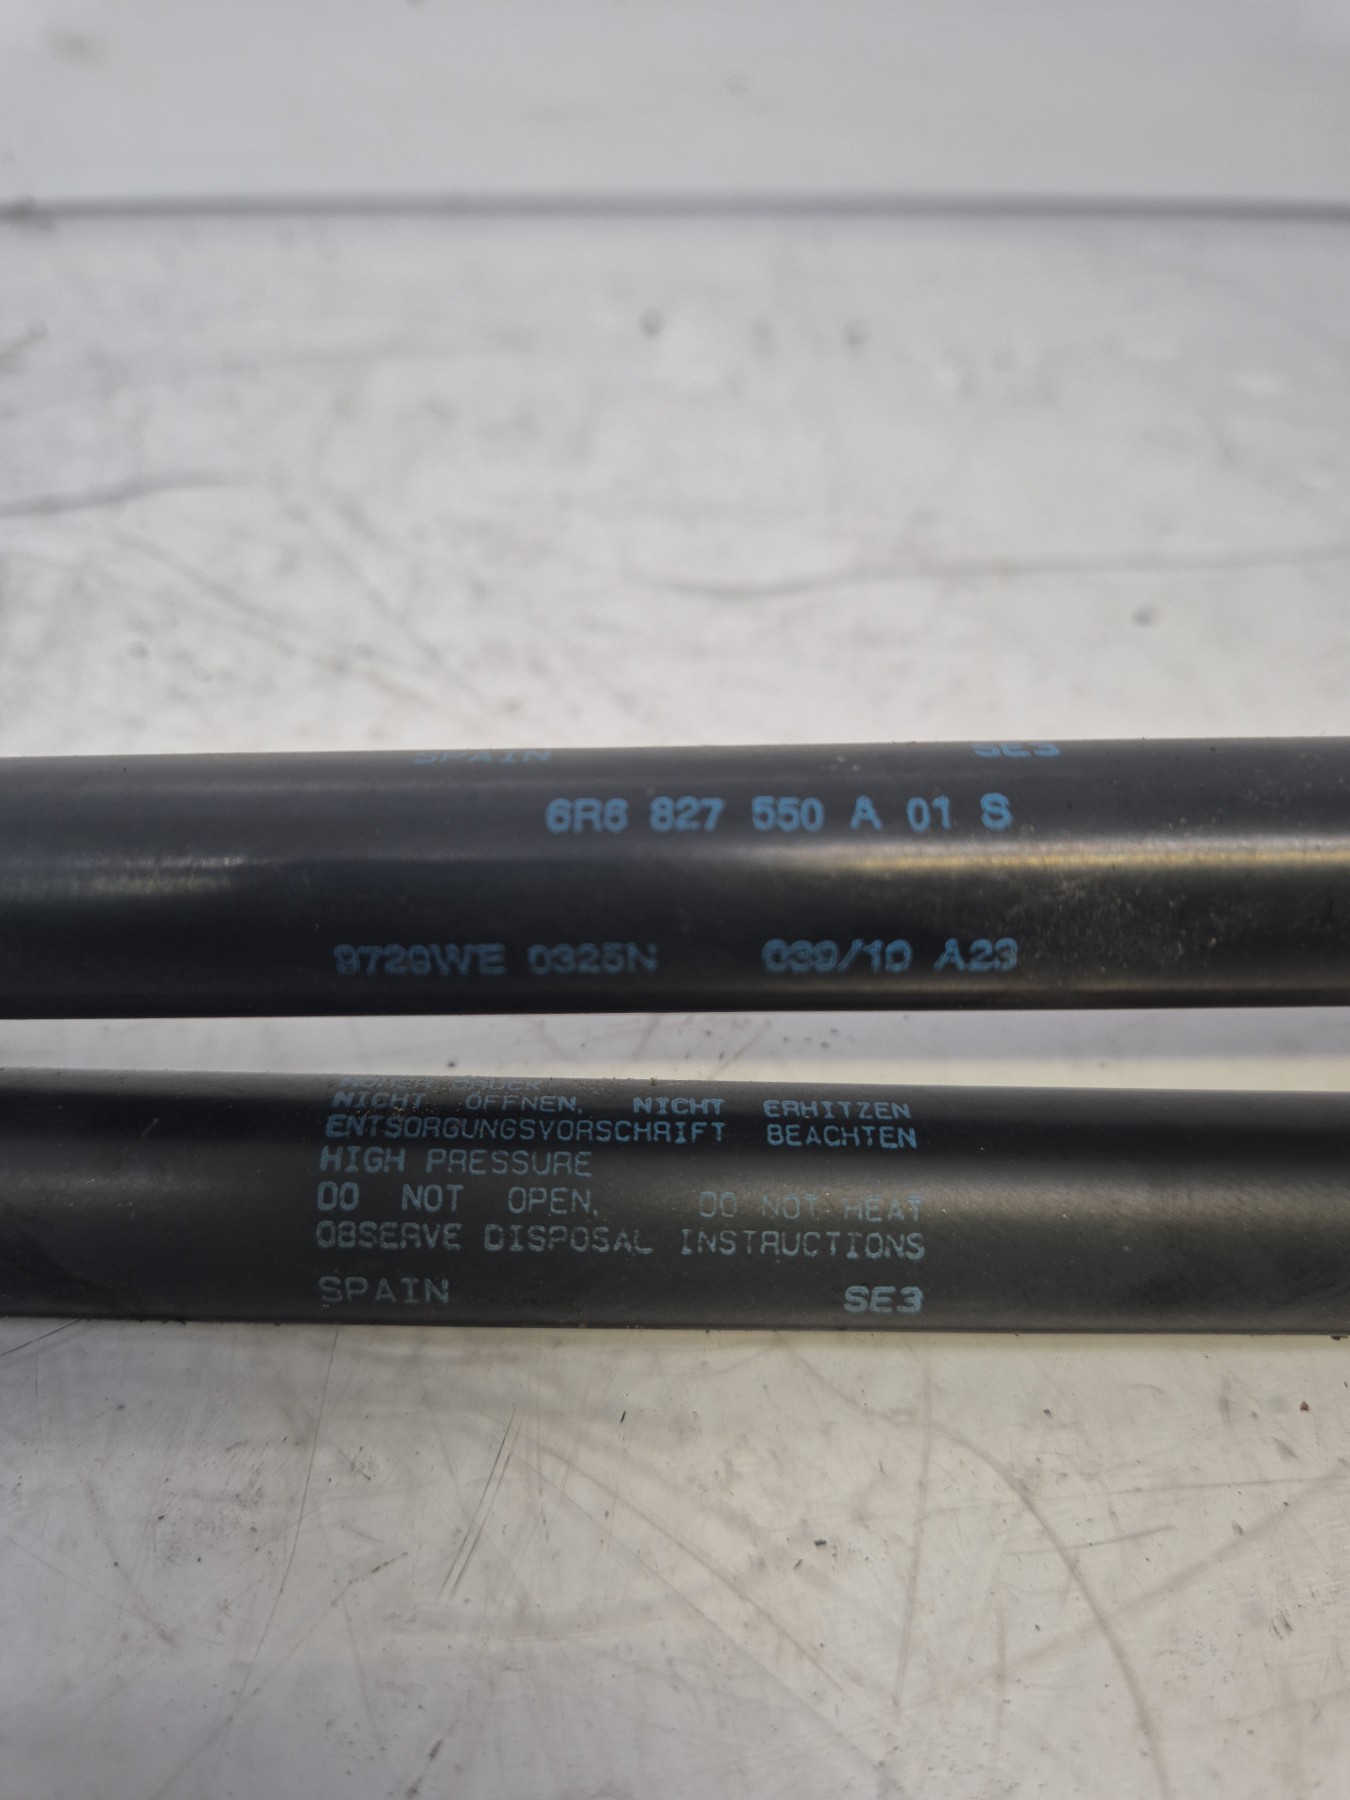 SPAIN SE3
6R6 827 550 A 01 S
9729WE 0325N 039/10 A23
NICHT ÖFFNEN, NICHT ERHITZEN
ENTSORGUNGSVORSCHRIFT BEACHTEN
HIGH PRESSURE
DO NOT OPEN, DO NOT HEAT
OBSERVE DISPOSAL INSTRUCTIONS
SPAIN SE3